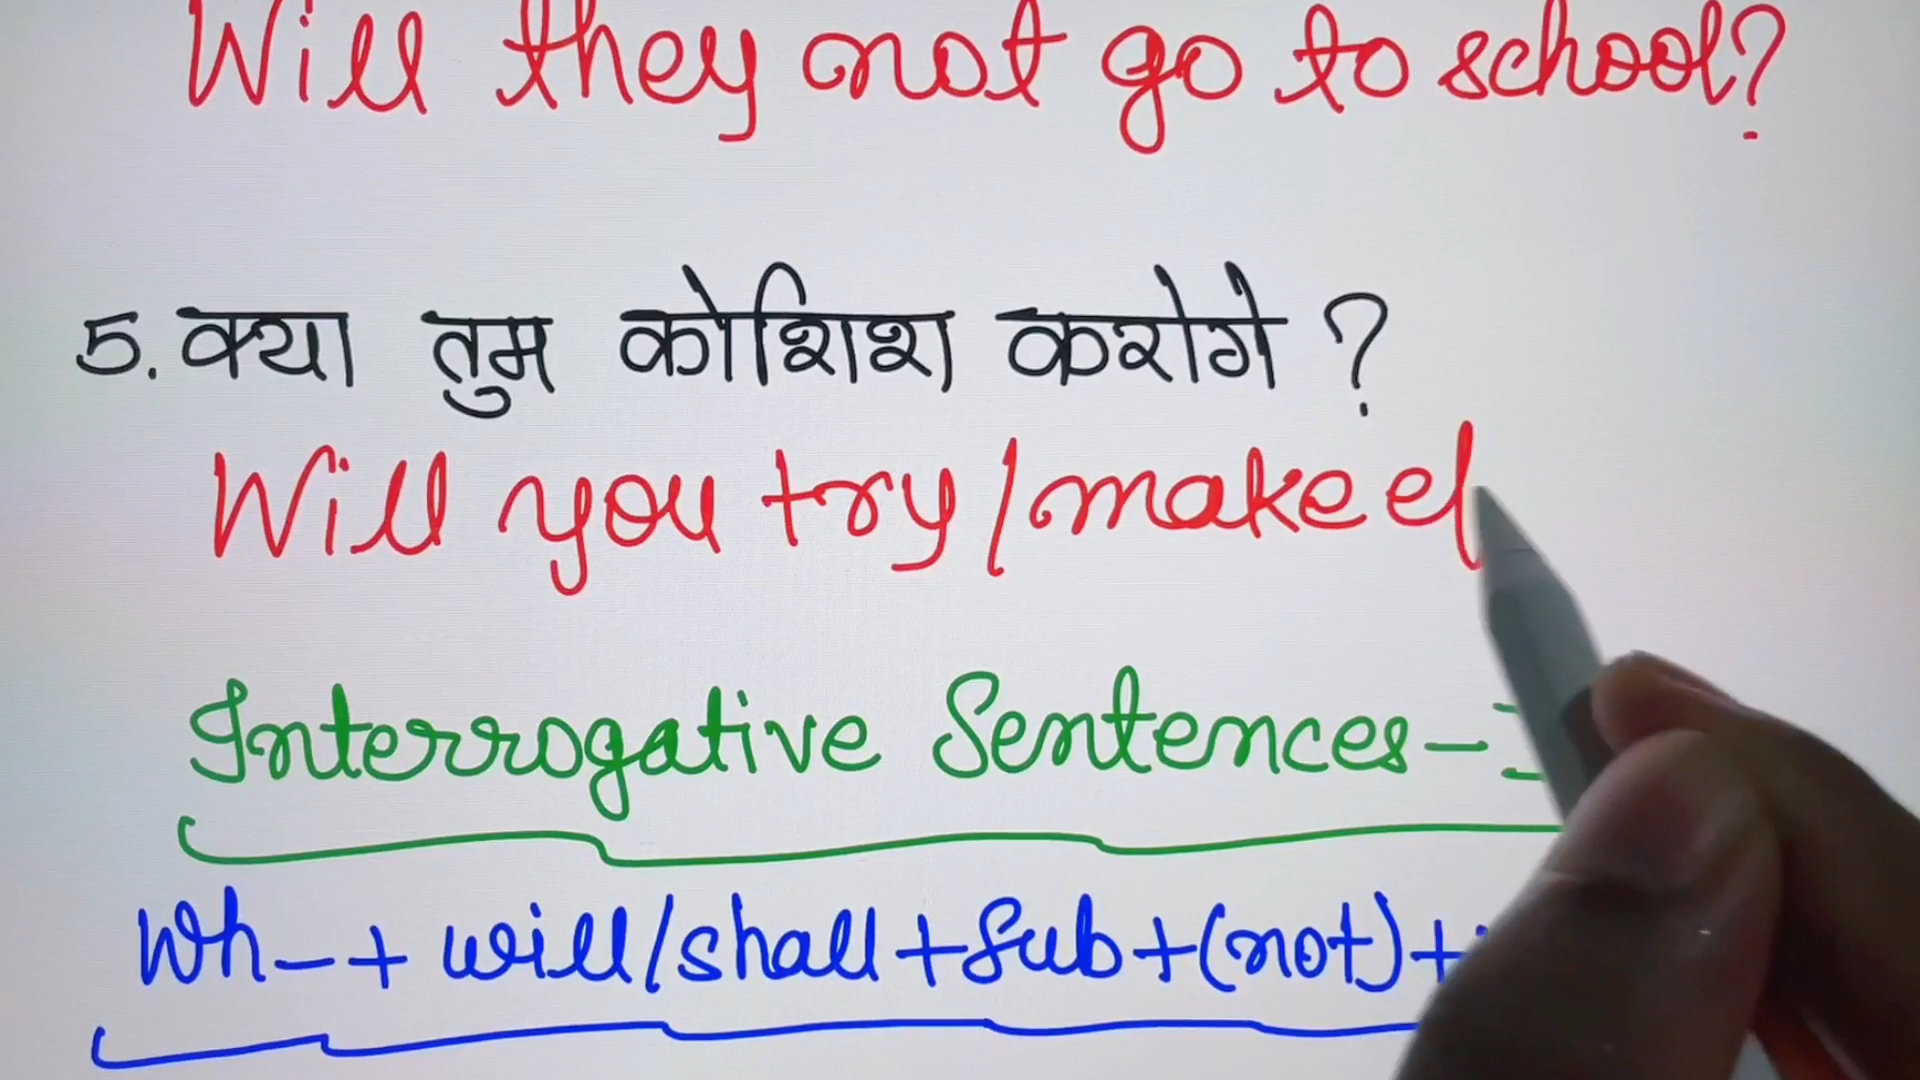 Will they not go to school?
5. क्या तुम कोशिश करोगे ?
Will you try / make
Interrogative Sentences -
Wh- + will/shall + Sub + (not) +